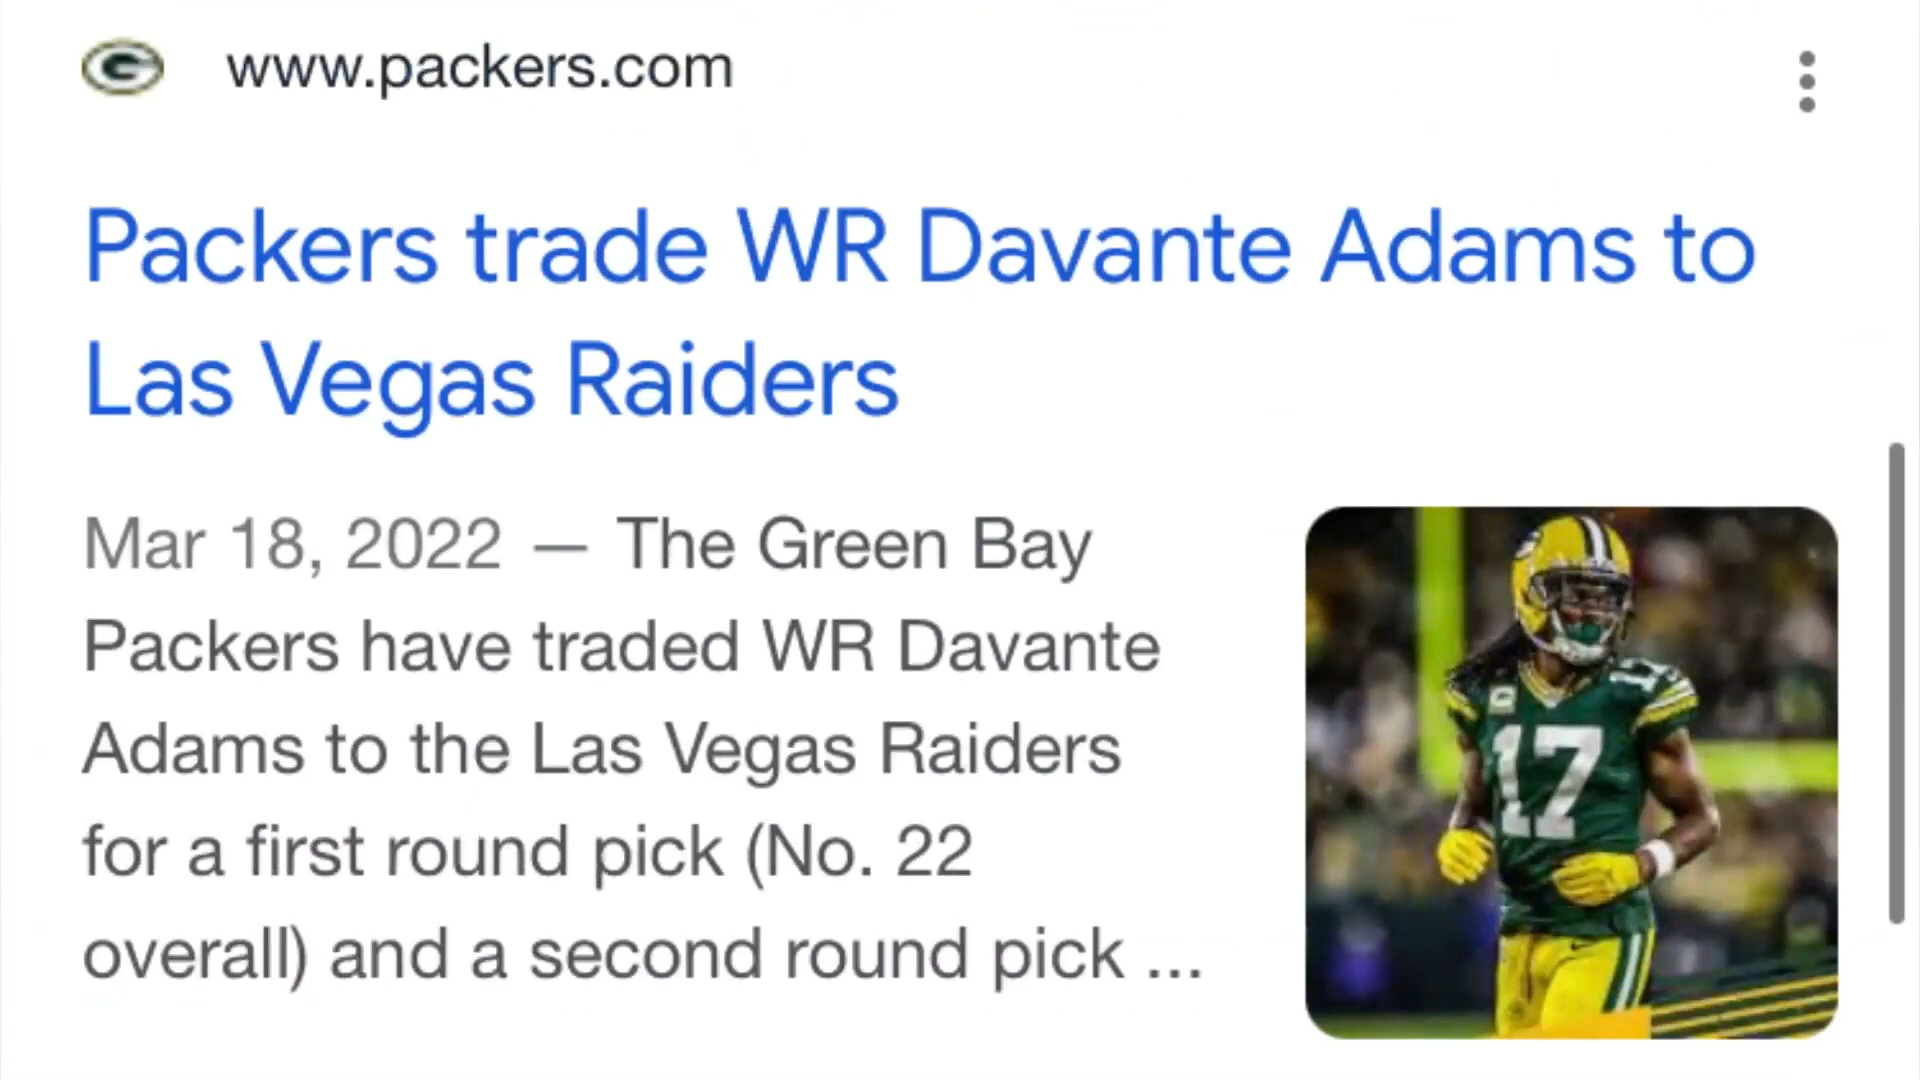 www.packers.com
Packers trade WR Davante Adams to
Las Vegas Raiders
Mar 18, 2022 — The Green Bay
Packers have traded WR Davante
Adams to the Las Vegas Raiders
for a first round pick (No. 22
overall) and a second round pick ...
17